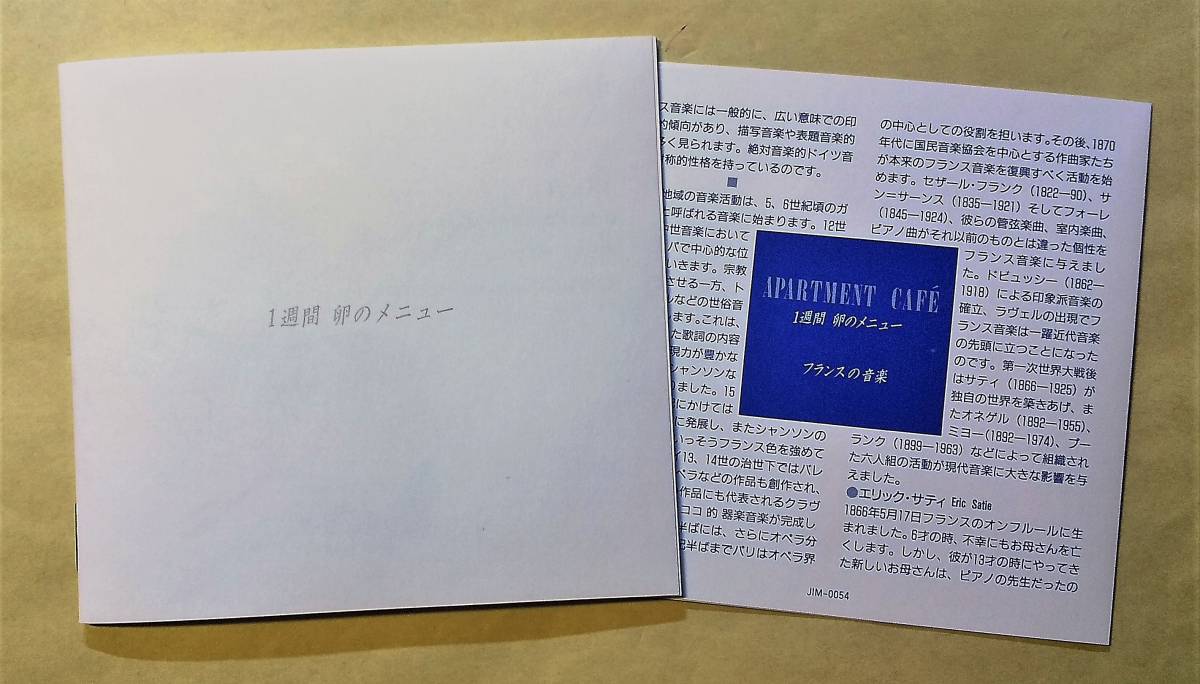 1週間 卵のメニュー
ス音楽には一般的に、広い意味での印
的傾向があり、描写音楽や表題音楽的
多く見られます。絶対音楽的ドイツ音
称的性格を持っているのです。
■
地域の音楽活動は、5、6世紀頃のガ
と呼ばれる音楽に始まります。12世
中世音楽において
パで中心的な位
いきます。宗教
させる一方、ト
レなどの世俗音
ます。これは、
た歌詞の内容
現力が豊かな
シャンソンな
りました。15
紀にかけては
に発展し、またシャンソンの
いっそうフランス色を強めて
イ13、14世の治世下ではバレ
ペラなどの作品も創作され、
作品にも代表されるクラヴ
ココ的 器楽音楽が完成し
半ばには、さらにオペラ分
紀半ばまでパリはオペラ界
の中心としての役割を担います。その後、1870
年代に国民音楽協会を中心とする作曲家たち
が本来のフランス音楽を復興すべく活動を始
めます。セザール・フランク（1822―90）、サ
ン＝サーンス（1835―1921）そしてフォーレ
（1845―1924）、彼らの管弦楽曲、室内楽曲、
ピアノ曲がそれ以前のものとは違った個性を
フランス音楽に与えまし
た。ドビュッシー（1862―
1918）による印象派音楽の
確立、ラヴェルの出現でフ
ランス音楽は一躍近代音楽
の先頭に立つことになった
のです。第一次世界大戦後
はサティ（1866―1925）が
独自の世界を築きあげ、ま
たオネゲル（1892―1955）、
ミヨー（1892―1974）、プー
ランク（1899―1963）などによって組織され
た六人組の活動が現代音楽に大きな影響を与
えました。
●エリック・サティ Eric Satie
1866年5月17日フランスのオンフルールに生
まれました。6才の時、不幸にもお母さんを亡
くします。しかし、彼が13才の時にやってき
た新しいお母さんは、ピアノの先生だったの
APARTMENT CAFÉ
1週間 卵のメニュー
フランスの音楽
JIM-0054